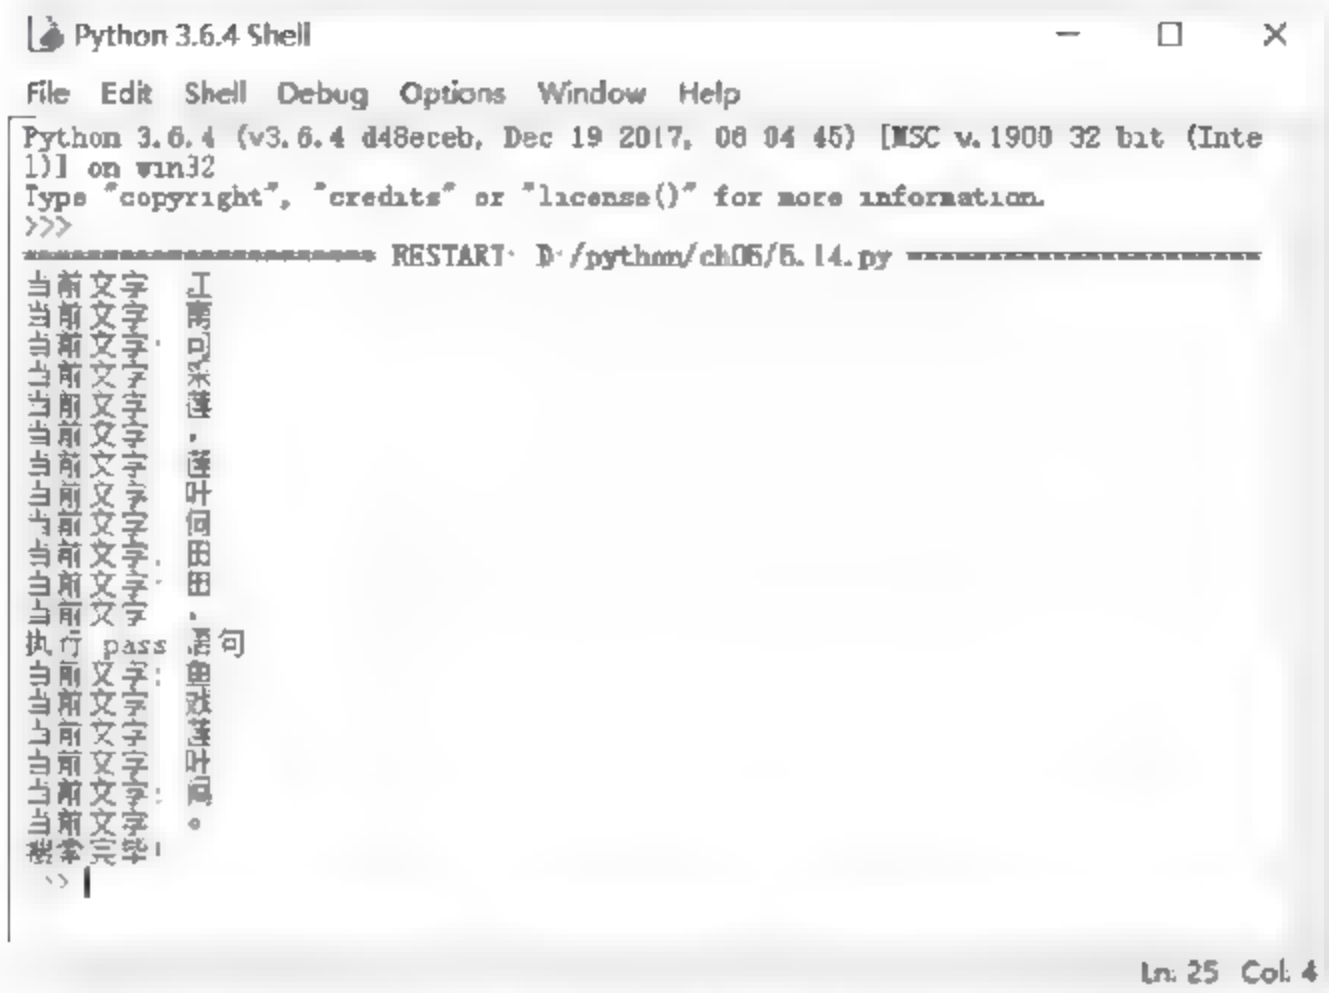 Python 3.6.4 Shell
File Edit Shell Debug Options Window Help
Python 3.6.4 (v3.6.4 d48eceb, Dec 19 2017, 06 04 45) [MSC v.1900 32 bit (Inte
l)] on win32
Type "copyright", "credits" or "license()" for more information.
>>>
RESTART: D:/python/ch05/5.14.py
当前文字 江
当前文字 南
当前文字: 可
当前文字 采
当前文字 莲
当前文字 ,
当前文字 莲
当前文字 叶
当前文字 何
当前文字: 田
当前文字: 田
当前文字 ,
执行 pass 语句
当前文字: 鱼
当前文字 戏
当前文字 莲
当前文字 叶
当前文字: 间
当前文字 。
搜索完毕!
>>
Ln: 25 Col: 4